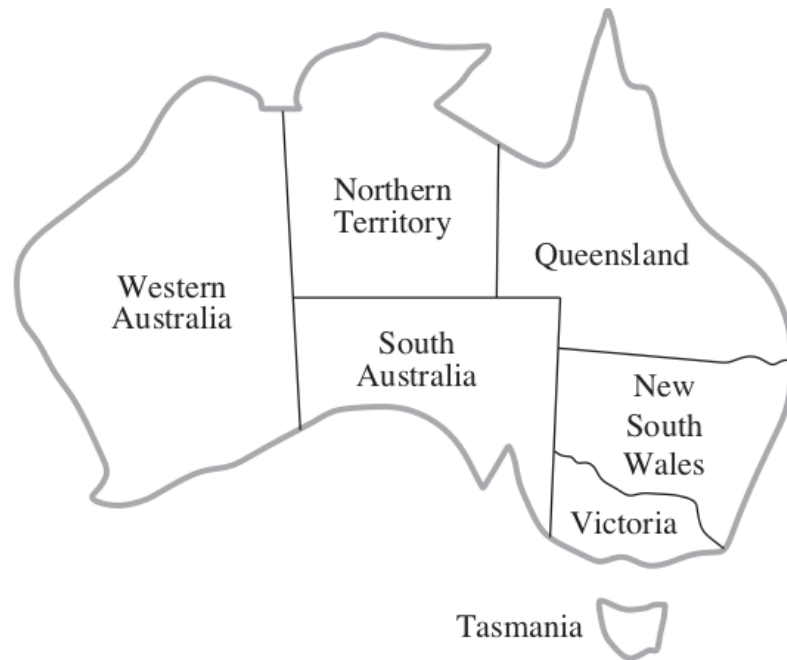 Northern
Territory
Queensland
Western
Australia
South
Australia
New
South
Wales
Victoria
Tasmania